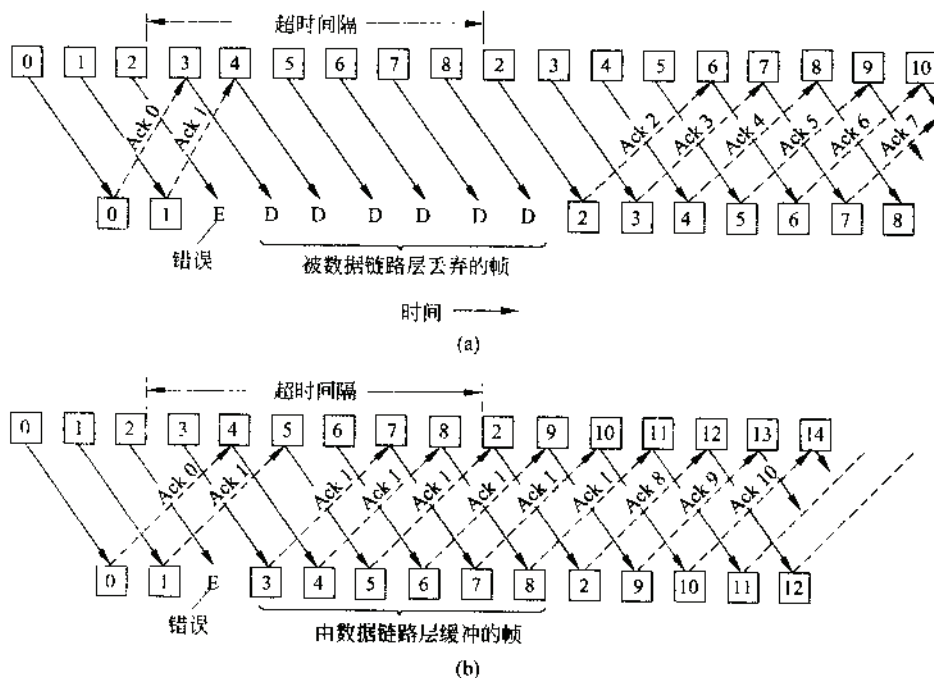 超时间隔
0 1 2 3 4 5 6 7 8 2 3 4 5 6 7 8 9 10
Ack 0 Ack 1 Ack 2 Ack 3 Ack 4 Ack 5 Ack 6 Ack 7
0 1 E D D D D D D 2 3 4 5 6 7 8
错误
被数据链路层丢弃的帧
时间
(a)
超时间隔
0 1 2 3 4 5 6 7 8 2 9 10 11 12 13 14
Ack 0 Ack 1 Ack 1 Ack 1 Ack 1 Ack 1 Ack 1 Ack 1 Ack 8 Ack 9 Ack 10
0 1 E 3 4 5 6 7 8 2 9 10 11 12
错误
由数据链路层缓冲的帧
(b)